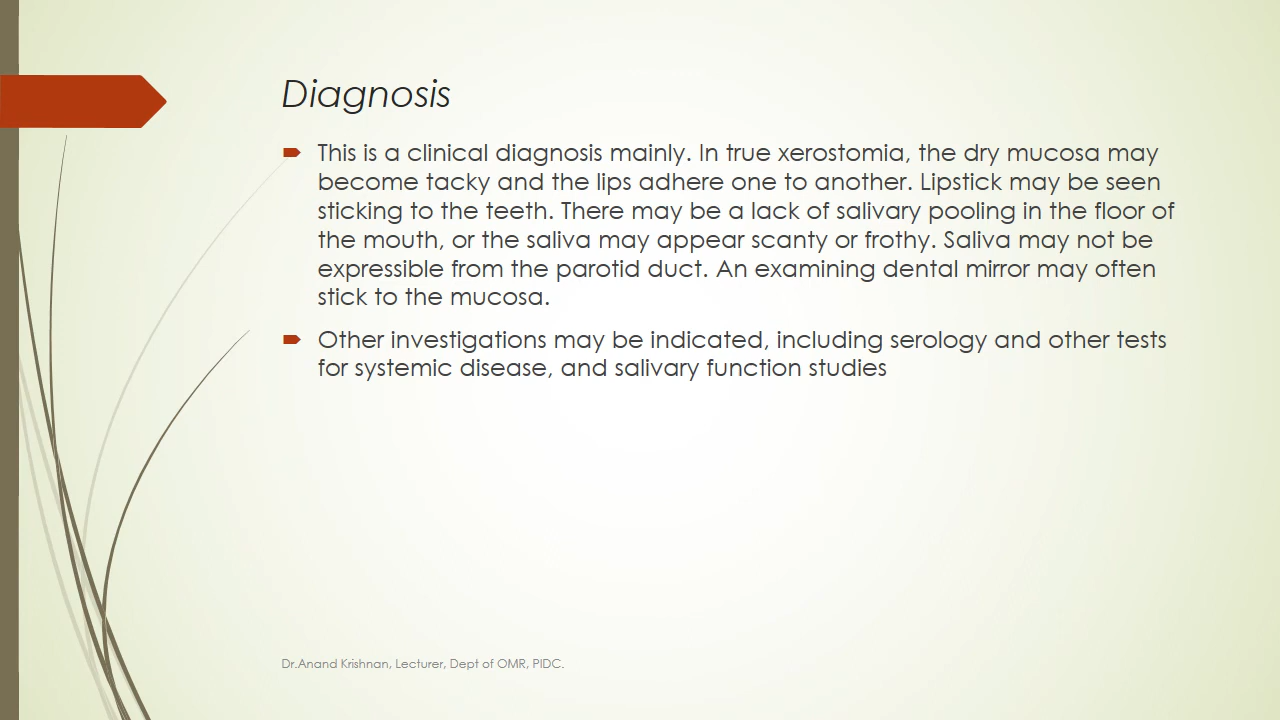 Diagnosis
This is a clinical diagnosis mainly. In true xerostomia, the dry mucosa may
become tacky and the lips adhere one to another. Lipstick may be seen
sticking to the teeth. There may be a lack of salivary pooling in the floor of
the mouth, or the saliva may appear scanty or frothy. Saliva may not be
expressible from the parotid duct. An examining dental mirror may often
stick to the mucosa.
Other investigations may be indicated, including serology and other tests
for systemic disease, and salivary function studies
Dr.Anand Krishnan, Lecturer, Dept of OMR, PIDC.